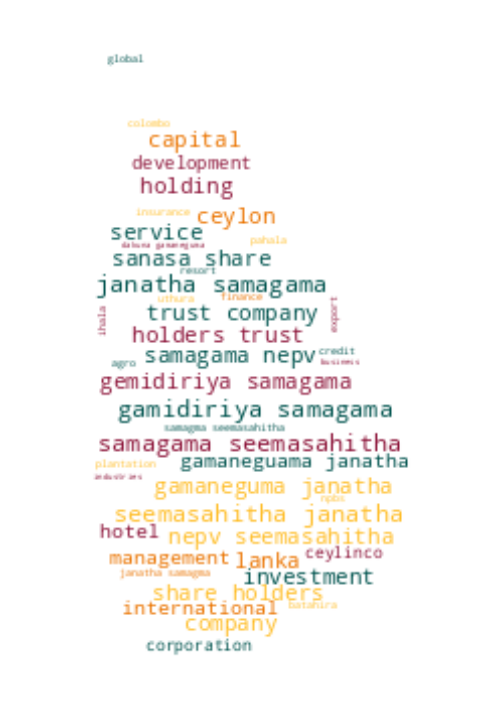 global
colombo
capital
development
holding
insurance ceylon
service
dakuna gamaneguma pahala
sanasa share
resort
janatha samagama
uthura finance
ihala trust company export
holders trust
samagama nepv credit
agro business
gemidiriya samagama
gamidiriya samagama
samagma seemasahitha
samagama seemasahitha
plantation gamaneguama janatha
industries
gamaneguma janatha
npbs
seemasahitha janatha
hotel nepv seemasahitha
management lanka ceylinco
janatha samagma investment
share holders
international batahira
company
corporation